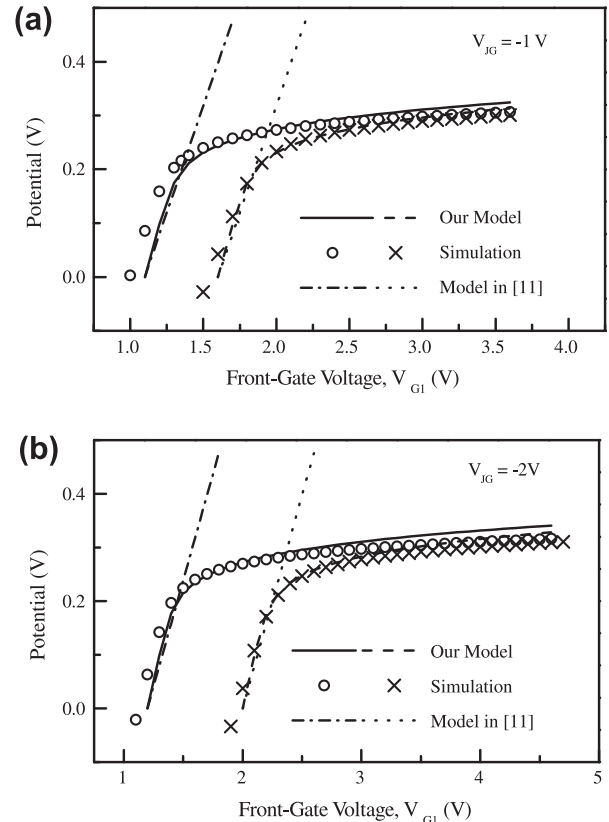 (a)
V_JG = -1 V
0.4
0.2
0.0
Potential (V)
Our Model
Simulation
Model in [11]
1.0 1.5 2.0 2.5 3.0 3.5 4.0
Front-Gate Voltage, V_G1 (V)
(b)
V_JG = -2V
0.4
0.2
0.0
Potential (V)
Our Model
Simulation
Model in [11]
1 2 3 4 5
Front-Gate Voltage, V_G1 (V)